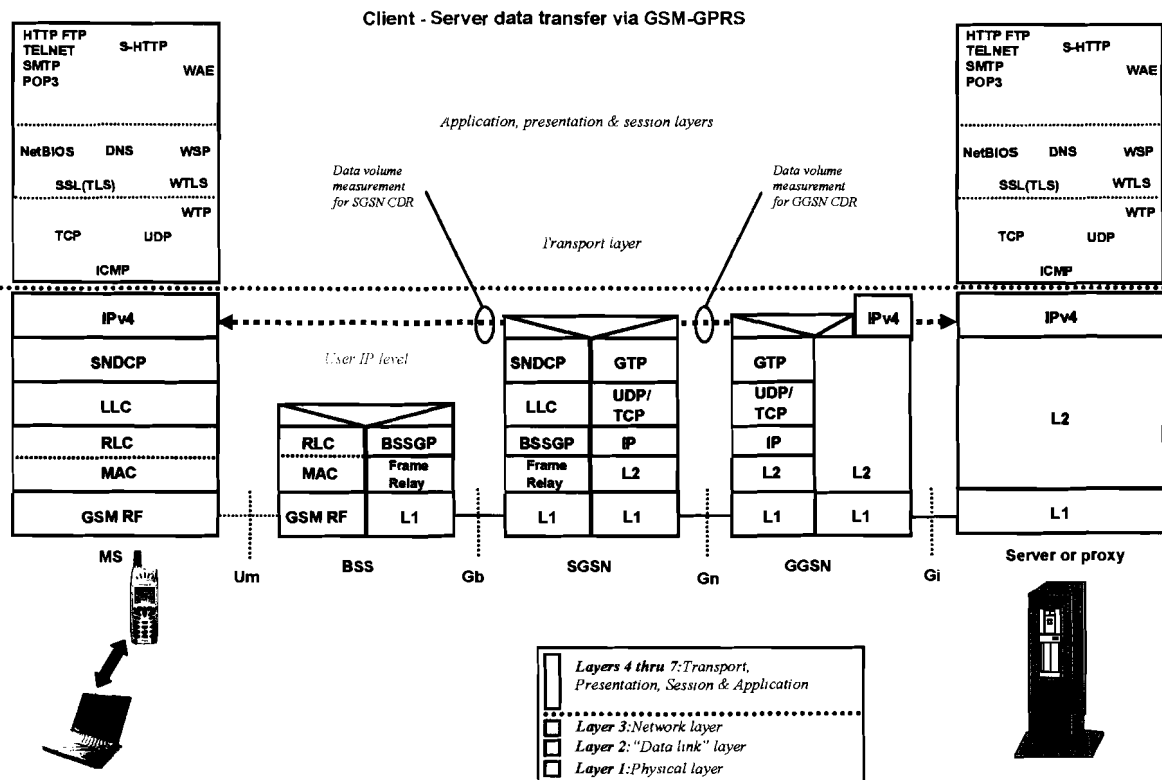 Client - Server data transfer via GSM-GPRS
HTTP FTP
TELNET
SMTP
POP3
S-HTTP
WAE
NetBIOS DNS WSP
SSL(TLS) WTLS
WTP
TCP UDP
ICMP
IPv4
SNDCP
LLC
RLC
MAC
GSM RF
MS
Um
Application, presentation & session layers
Data volume
measurement
for SGSN CDR
Data volume
measurement
for GGSN CDR
Transport layer
User IP level
RLC BSSGP
MAC Frame
Relay
GSM RF L1
BSS
Gb
SNDCP GTP
LLC UDP/
TCP
BSSGP IP
Frame
Relay L2
L1 L1
SGSN
Gn
IPv4
GTP
UDP/
TCP
IP
L2 L2
L1 L1
GGSN
Gi
HTTP FTP
TELNET
SMTP
POP3
S-HTTP
WAE
NetBIOS DNS WSP
SSL(TLS) WTLS
WTP
TCP UDP
ICMP
IPv4
L2
L1
Server or proxy
Layers 4 thru 7:Transport,
Presentation, Session & Application
Layer 3:Network layer
Layer 2:"Data link" layer
Layer 1:Physical layer